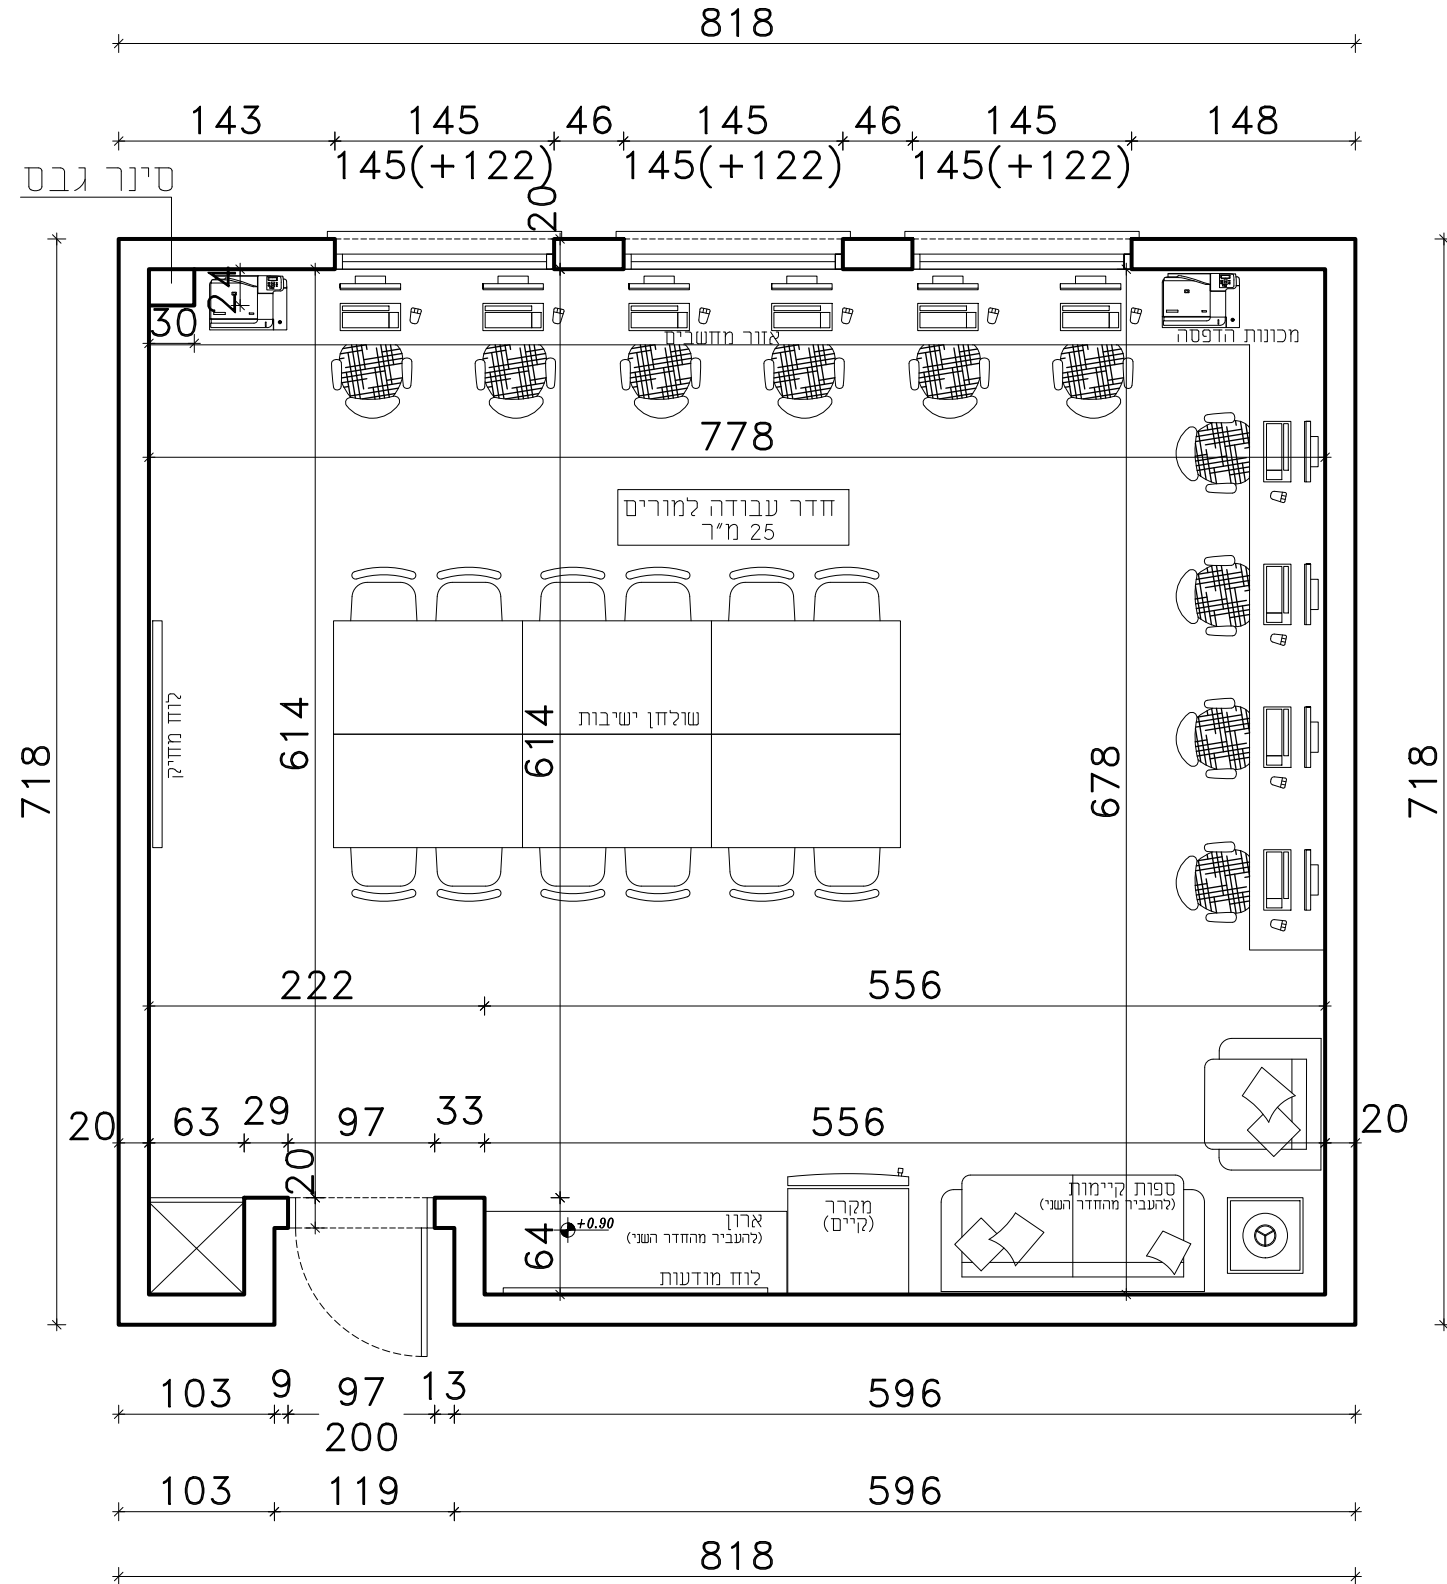 818
143 145 46 145 46 145 148
145(+122) 145(+122) 145(+122)
סינר גבס
20
24
30
אזור מחשבים
מכונות הדפסה
778
חדר עבודה למורים
25 מ"ר
שולחן ישיבות
לוח מחיק
614
614
678
718
718
222 556
20 63 29 97 33 556 20
20
64
+0.90
ארון
(להעביר מהחדר השני)
לוח מודעות
מקרר
(קיים)
ספות קיימות
(להעביר מהחדר השני)
103 9 97 13 596
200
103 119 596
818